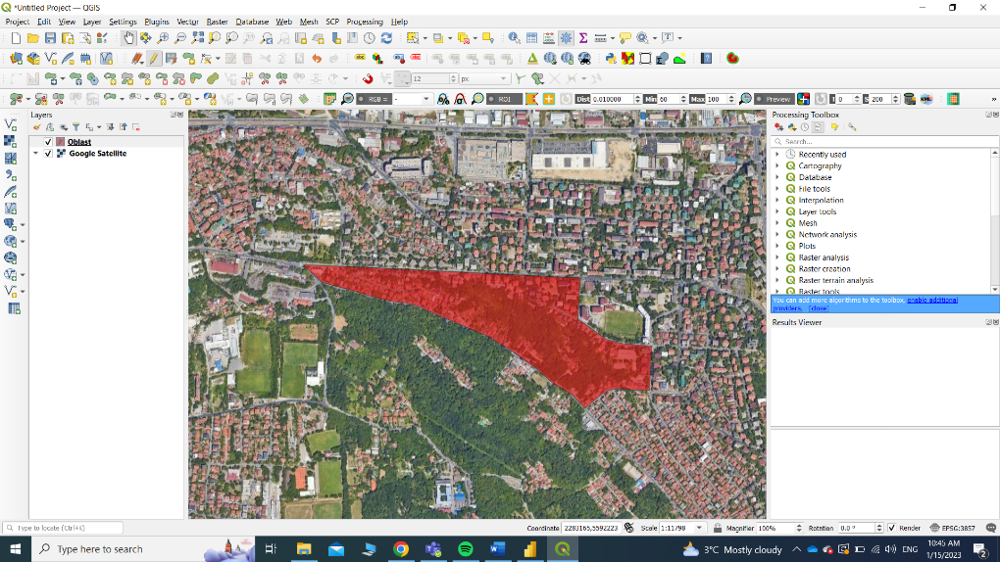 *Untitled Project — QGIS
Project Edit View Layer Settings Plugins Vector Raster Database Web Mesh SCP Processing Help
12 px
RGB = - ROI Dist 0.010000 Min 60 Max 100 Preview T 0 S 200 KML »
Layers
Oblast
Google Satellite
Processing Toolbox
Search...
Recently used
Cartography
Database
File tools
Interpolation
Layer tools
Mesh
Network analysis
Plots
Raster analysis
Raster creation
Raster terrain analysis
Raster tools
You can add more algorithms to the toolbox, enable additional
providers. [close]
Results Viewer
Type to locate (Ctrl+K)
Coordinate 2283165,5592223 Scale 1:11798 Magnifier 100% Rotation 0.0 ° Render EPSG:3857
Type here to search
3°C Mostly cloudy ENG
10:45 AM
1/15/2023
2